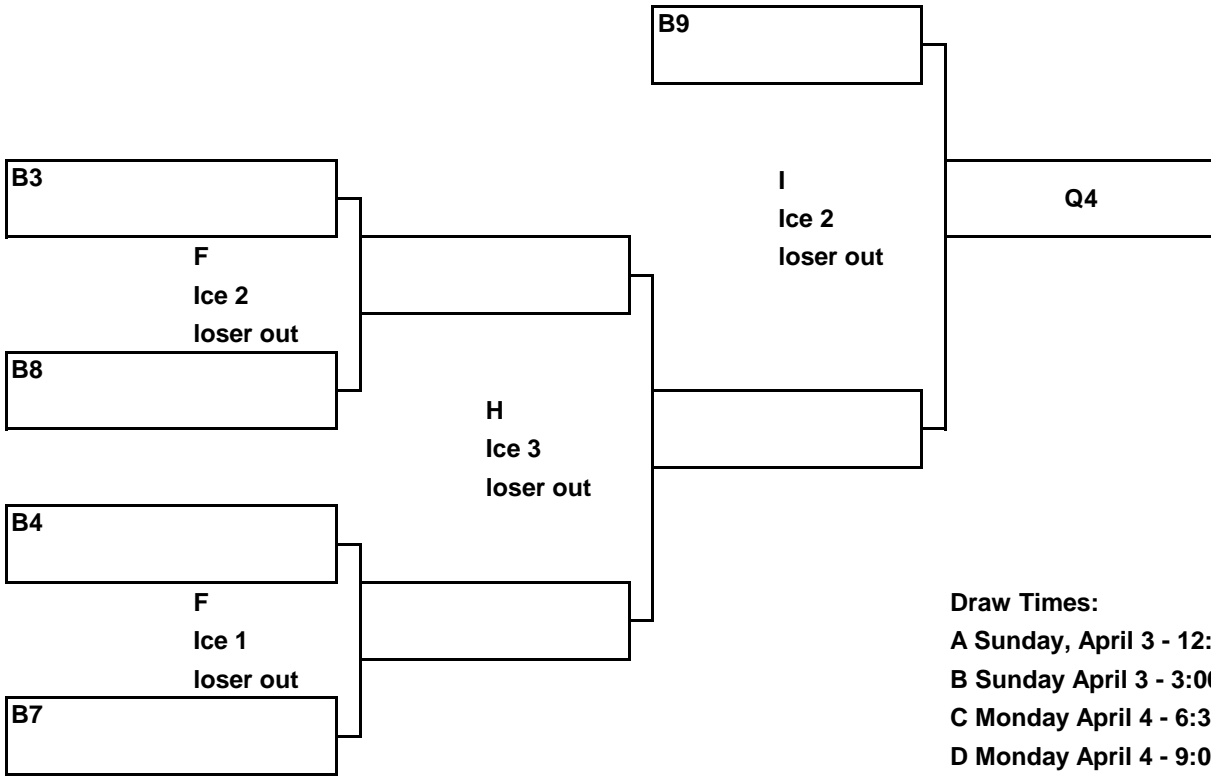 B9
B3
I
Ice 2
loser out
Q4
F
Ice 2
loser out
B8
H
Ice 3
loser out
B4
F
Ice 1
loser out
B7
Draw Times:
A Sunday, April 3 - 12:
B Sunday April 3 - 3:00
C Monday April 4 - 6:3
D Monday April 4 - 9:0